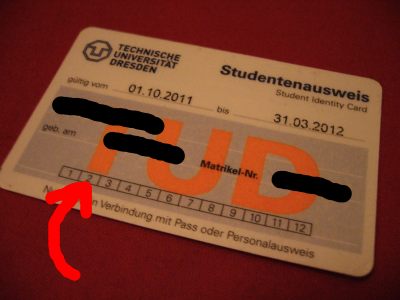 TECHNISCHE
UNIVERSITÄT
DRESDEN
Studentenausweis
Student Identity Card
gültig vom 01.10.2011 bis 31.03.2012
geb. am
TUD
Matrikel-Nr.
1 2 3 4 5 6 7 8 9 10 11 12
Verbindung mit Pass oder Personalausweis